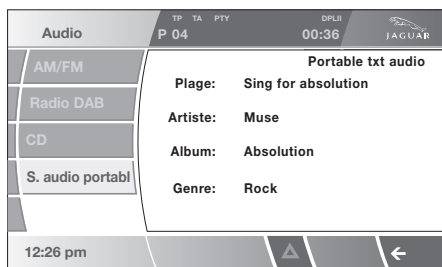 Audio
TP TA PTY
DPLII
P 04
00:36
JAGUAR
AM/FM
Radio DAB
CD
S. audio portabl
Portable txt audio
Plage: Sing for absolution
Artiste: Muse
Album: Absolution
Genre: Rock
12:26 pm